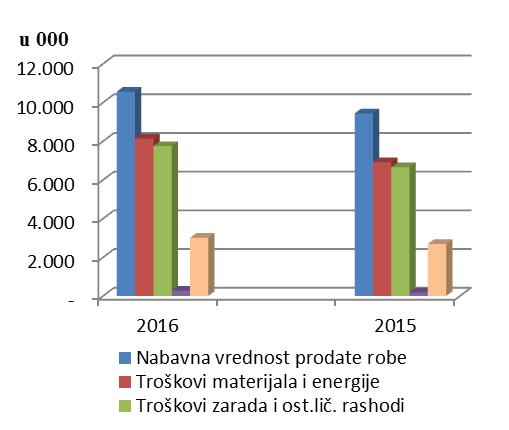 u 000
12.000
10.000
8.000
6.000
4.000
2.000
-
2016 2015
Nabavna vrednost prodate robe
Troškovi materijala i energije
Troškovi zarada i ost.lič. rashodi